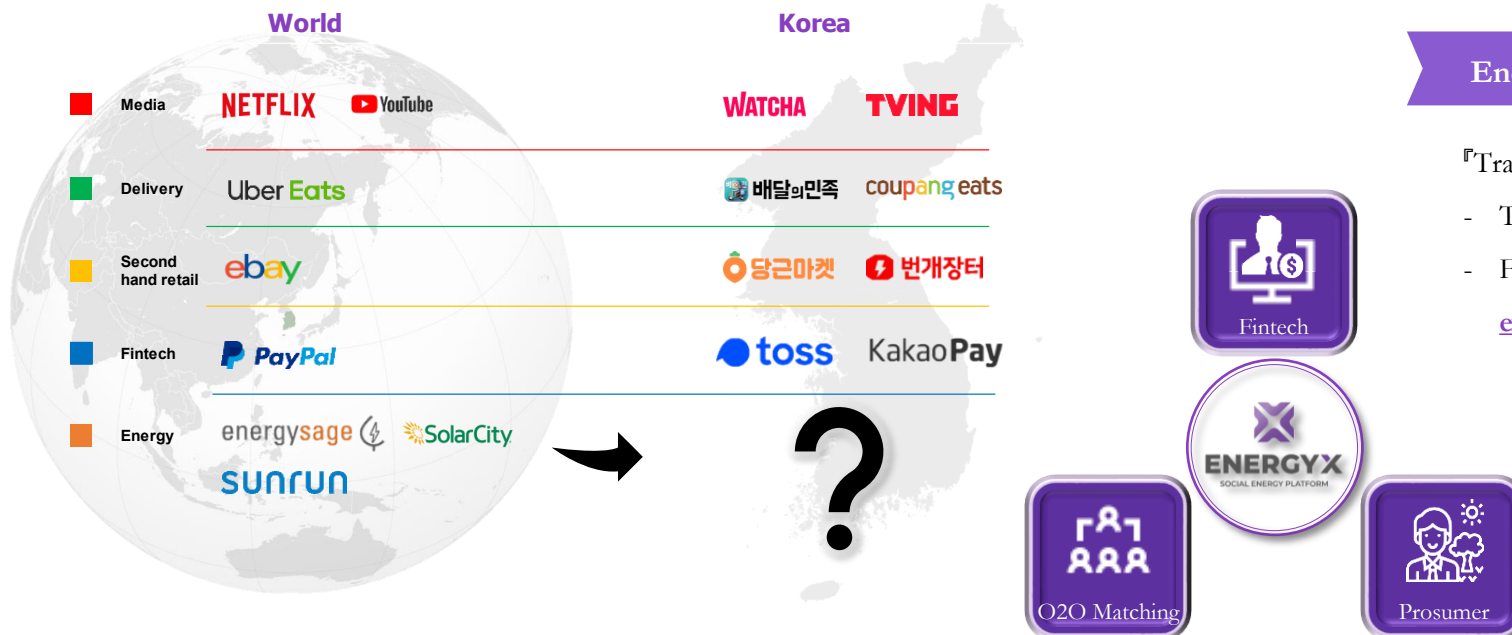 World
Korea
Media
NETFLIX
YouTube
WATCHA
TVING
Delivery
Uber Eats
배달의민족
coupang eats
Second
hand retail
ebay
당근마켓
번개장터
Fintech
PayPal
toss
KakaoPay
Energy
energysage
SolarCity
sunrun
?
Fintech
ENERGYX
SOCIAL ENERGY PLATFORM
O2O Matching
Prosumer
En
『Tra
- T
e